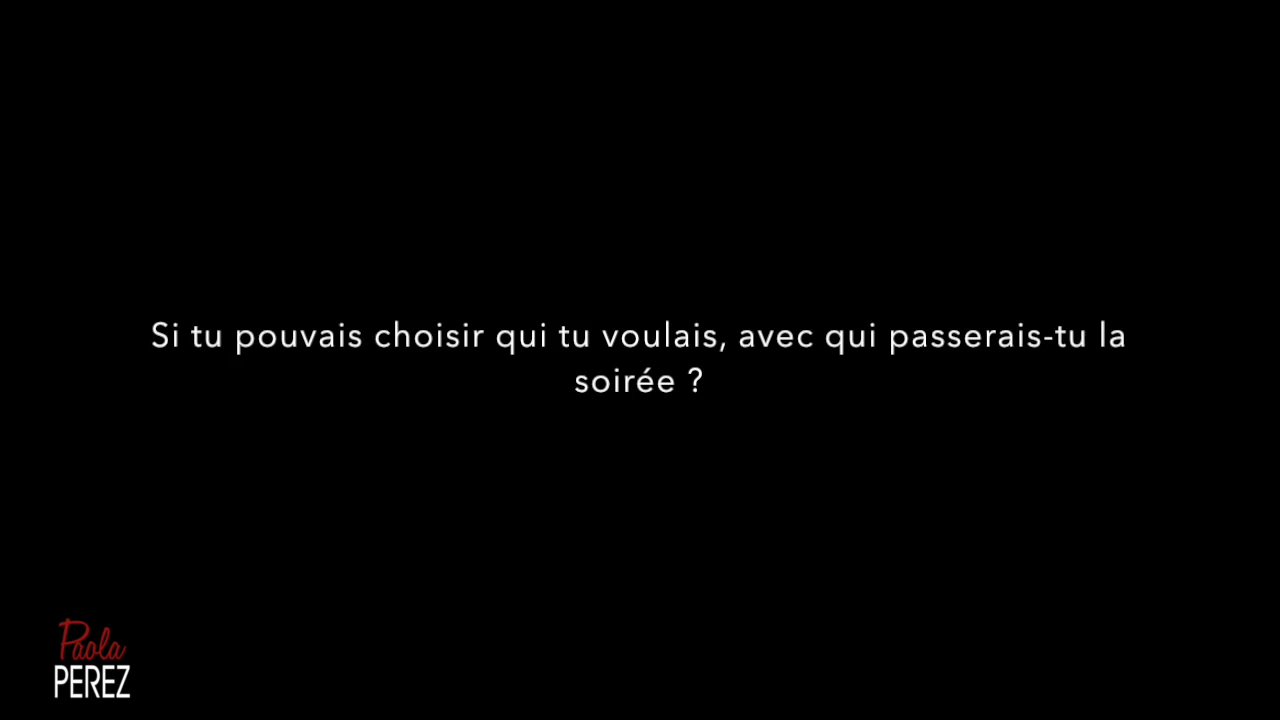 Si tu pouvais choisir qui tu voulais, avec qui passerais-tu la
soirée ?
Paola
PEREZ